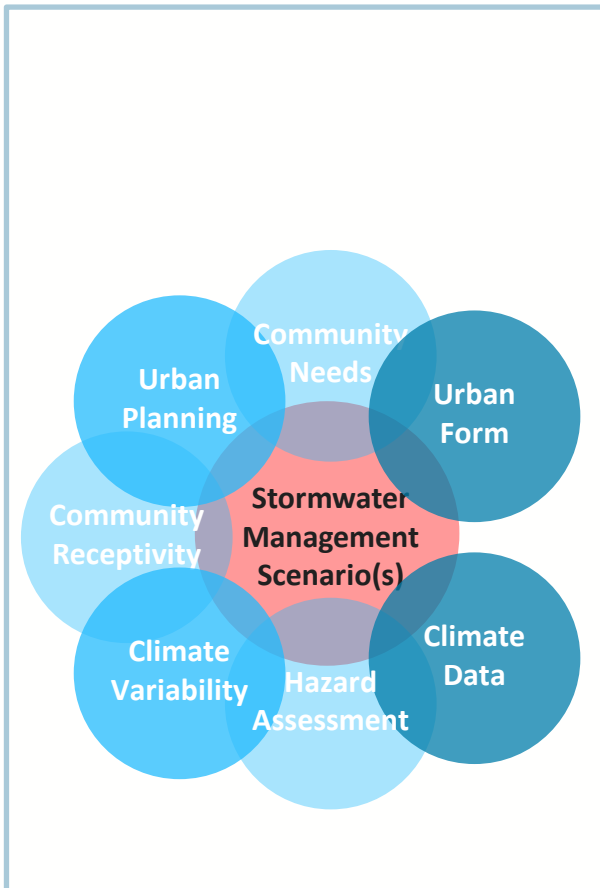 Community
Needs
Urban
Planning
Urban
Form
Stormwater
Management
Scenario(s)
Community
Receptivity
Climate
Variability
Hazard
Assessment
Climate
Data